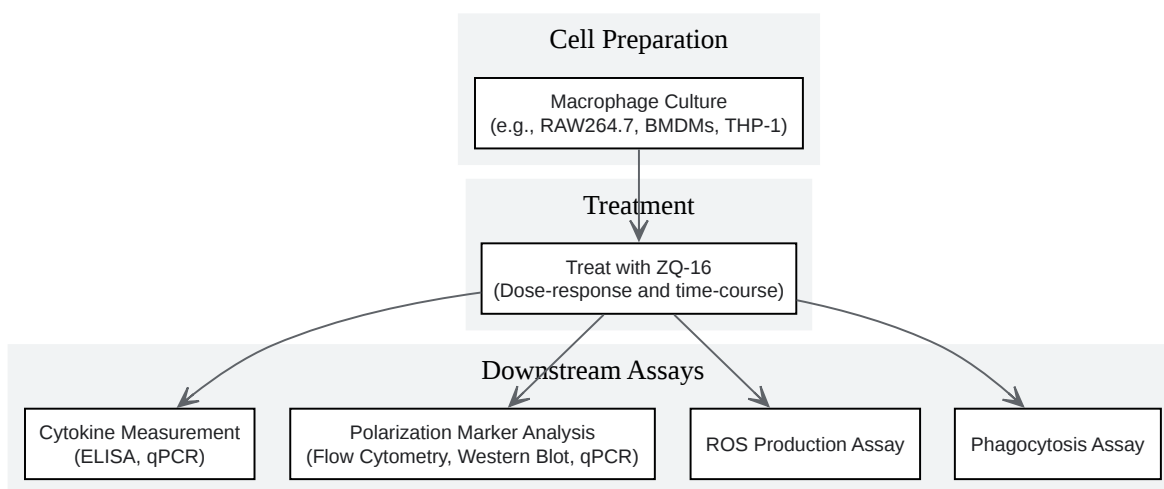 Cell Preparation
Macrophage Culture
(e.g., RAW264.7, BMDMs, THP-1)
Treatment
Treat with ZQ-16
(Dose-response and time-course)
Downstream Assays
Cytokine Measurement
(ELISA, qPCR)
Polarization Marker Analysis
(Flow Cytometry, Western Blot, qPCR)
ROS Production Assay
Phagocytosis Assay